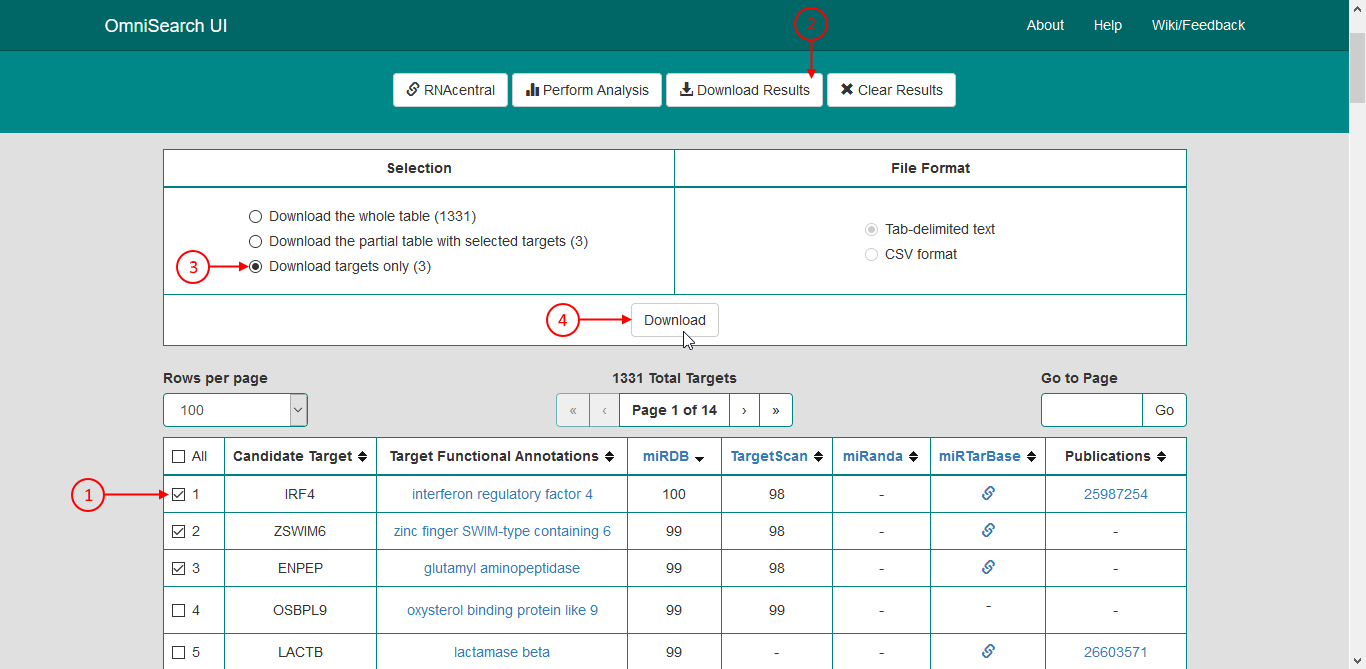 OmniSearch UI About Help Wiki/Feedback
2
RNAcentral Perform Analysis Download Results Clear Results
Selection File Format
Download the whole table (1331)
Download the partial table with selected targets (3)
3 Download targets only (3)
Tab-delimited text
CSV format
4 Download
Rows per page 1331 Total Targets Go to Page
100 « ‹ Page 1 of 14 › » Go
All Candidate Target Target Functional Annotations miRDB TargetScan miRanda miRTarBase Publications
1 1 IRF4 interferon regulatory factor 4 100 98 - 25987254
2 ZSWIM6 zinc finger SWIM-type containing 6 99 98 - -
3 ENPEP glutamyl aminopeptidase 99 98 - -
4 OSBPL9 oxysterol binding protein like 9 99 99 - - -
5 LACTB lactamase beta 99 - - 26603571